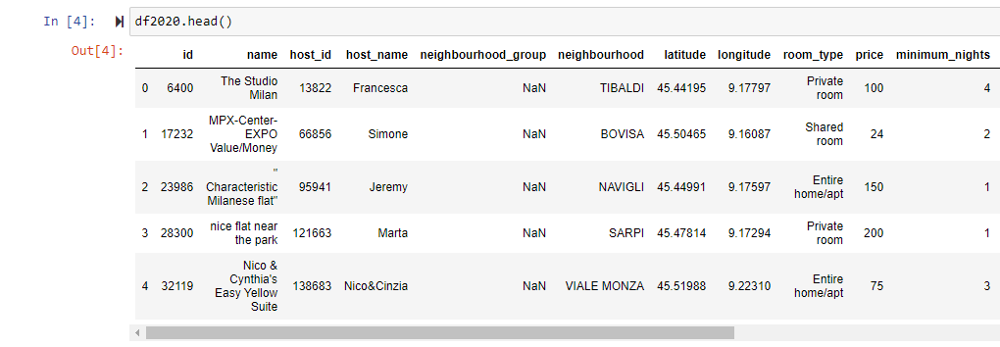 In [4]: df2020.head()
Out[4]:
id name host_id host_name neighbourhood_group neighbourhood latitude longitude room_type price minimum_nights
0 6400 The Studio Milan 13822 Francesca NaN TIBALDI 45.44195 9.17797 Private room 100 4
1 17232 MPX-Center-EXPO Value/Money 66856 Simone NaN BOVISA 45.50465 9.16087 Shared room 24 2
2 23986 " Characteristic Milanese flat" 95941 Jeremy NaN NAVIGLI 45.44991 9.17597 Entire home/apt 150 1
3 28300 nice flat near the park 121663 Marta NaN SARPI 45.47814 9.17294 Private room 200 1
4 32119 Nico & Cynthia's Easy Yellow Suite 138683 Nico&Cinzia NaN VIALE MONZA 45.51988 9.22310 Entire home/apt 75 3